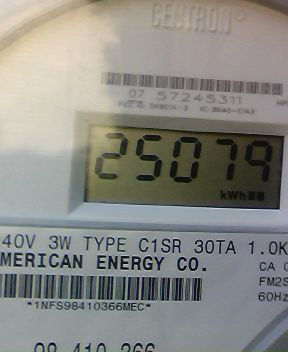 CENTRON®
07 57245311
25079
kWh
40V 3W TYPE C1SR 30TA 1.0K
MERICAN ENERGY CO.
CA
FM2S
60Hz
*1NFS98410366MEC*
98 410 366